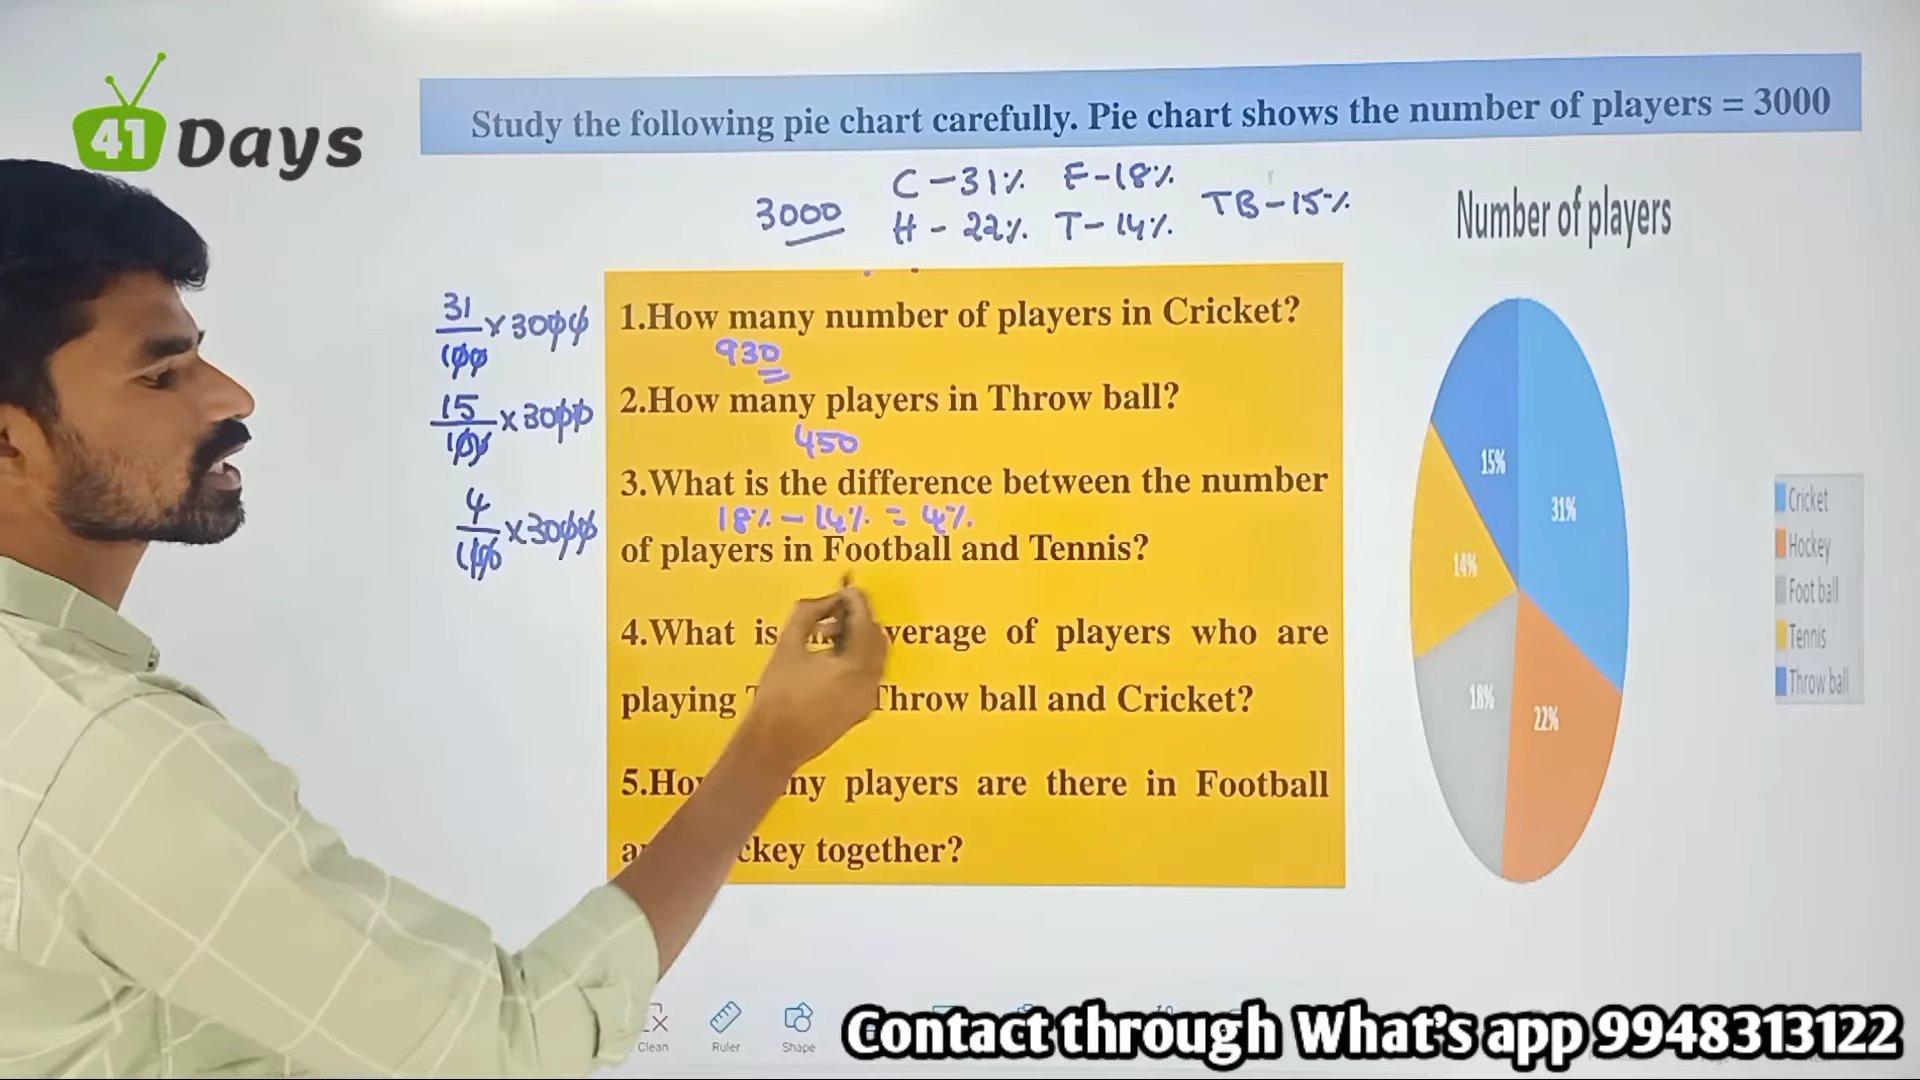 41 Days
Study the following pie chart carefully. Pie chart shows the number of players = 3000
3000
C - 31% F - 18%
H - 22% T - 14%
TB - 15%
Number of players
31/100 x 3000
1.How many number of players in Cricket?
930
15/100 x 3000
2.How many players in Throw ball?
450
4/100 x 3000
3.What is the difference between the number
18% - 14% = 4%
of players in Football and Tennis?
4.What is verage of players who are
playing Throw ball and Cricket?
5.How many players are there in Football
together?
15%
31%
14%
18%
22%
Cricket
Hockey
Foot ball
Tennis
Throw ball
Clean
Ruler
Shape
Contact through What's app 9948313122